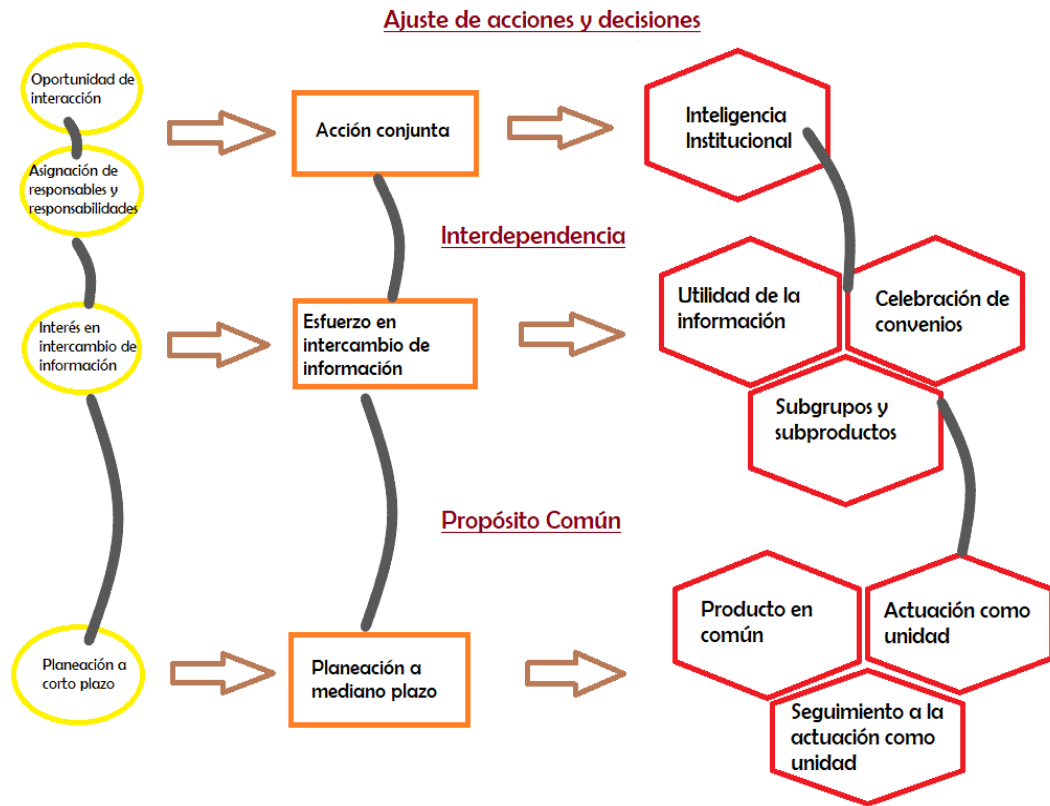 Ajuste de acciones y decisiones
Oportunidad de
interacción
Asignación de
responsables y
responsabilidades
Acción conjunta
Inteligencia
Institucional
Interdependencia
Interés en
intercambio de
información
Esfuerzo en
intercambio de
información
Utilidad de la
información
Celebración de
convenios
Subgrupos y
subproductos
Propósito Común
Planeación a
corto plazo
Planeación a
mediano plazo
Producto en
común
Actuación como
unidad
Seguimiento a la
actuación como
unidad